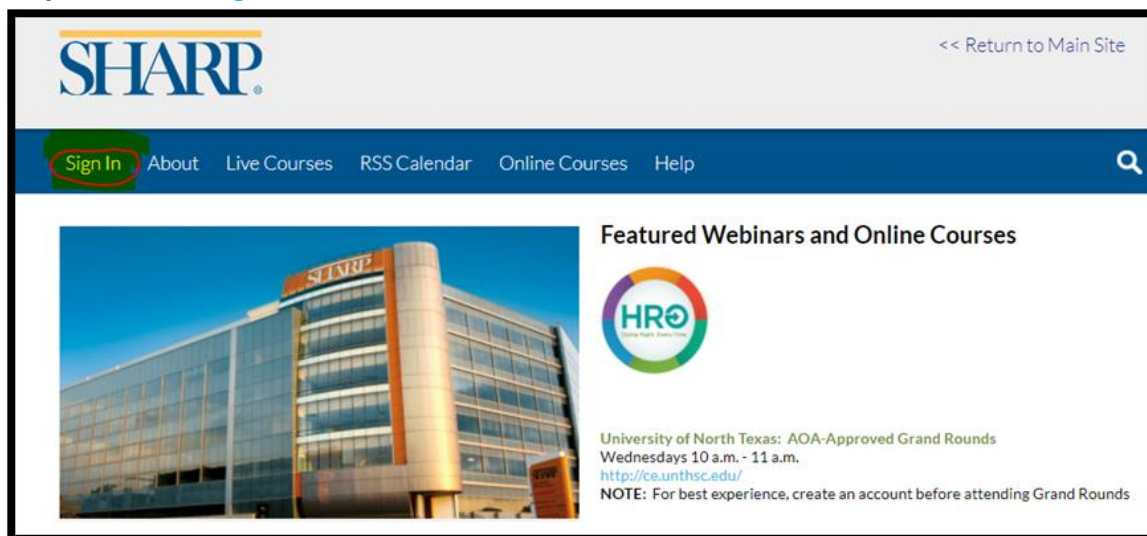 SHARP®
<< Return to Main Site
Sign In About Live Courses RSS Calendar Online Courses Help
SHARP
Featured Webinars and Online Courses
HRO
University of North Texas: AOA-Approved Grand Rounds
Wednesdays 10 a.m. - 11 a.m.
http://ce.unthsc.edu/
NOTE: For best experience, create an account before attending Grand Rounds